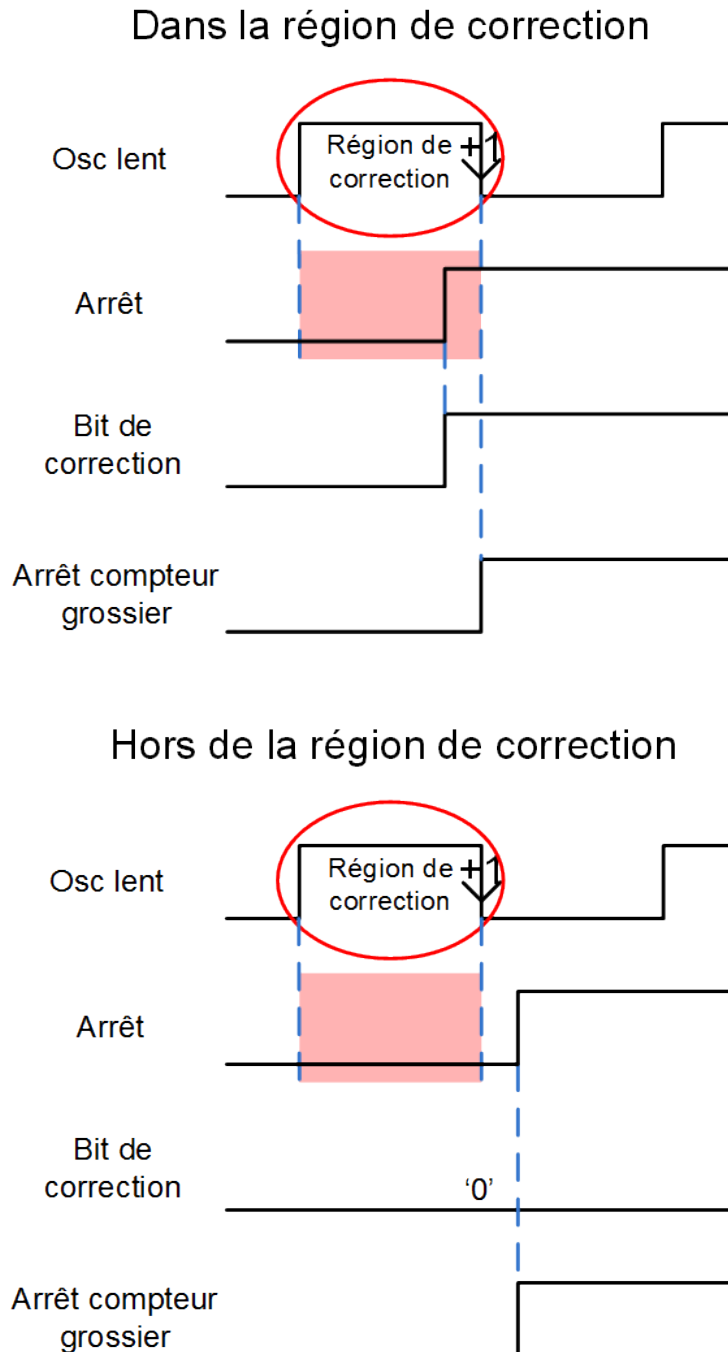 Dans la région de correction
Osc lent
Région de
correction
+1
Arrêt
Bit de
correction
Arrêt compteur
grossier
Hors de la région de correction
Osc lent
Région de
correction
+1
Arrêt
Bit de
correction
‘0’
Arrêt compteur
grossier